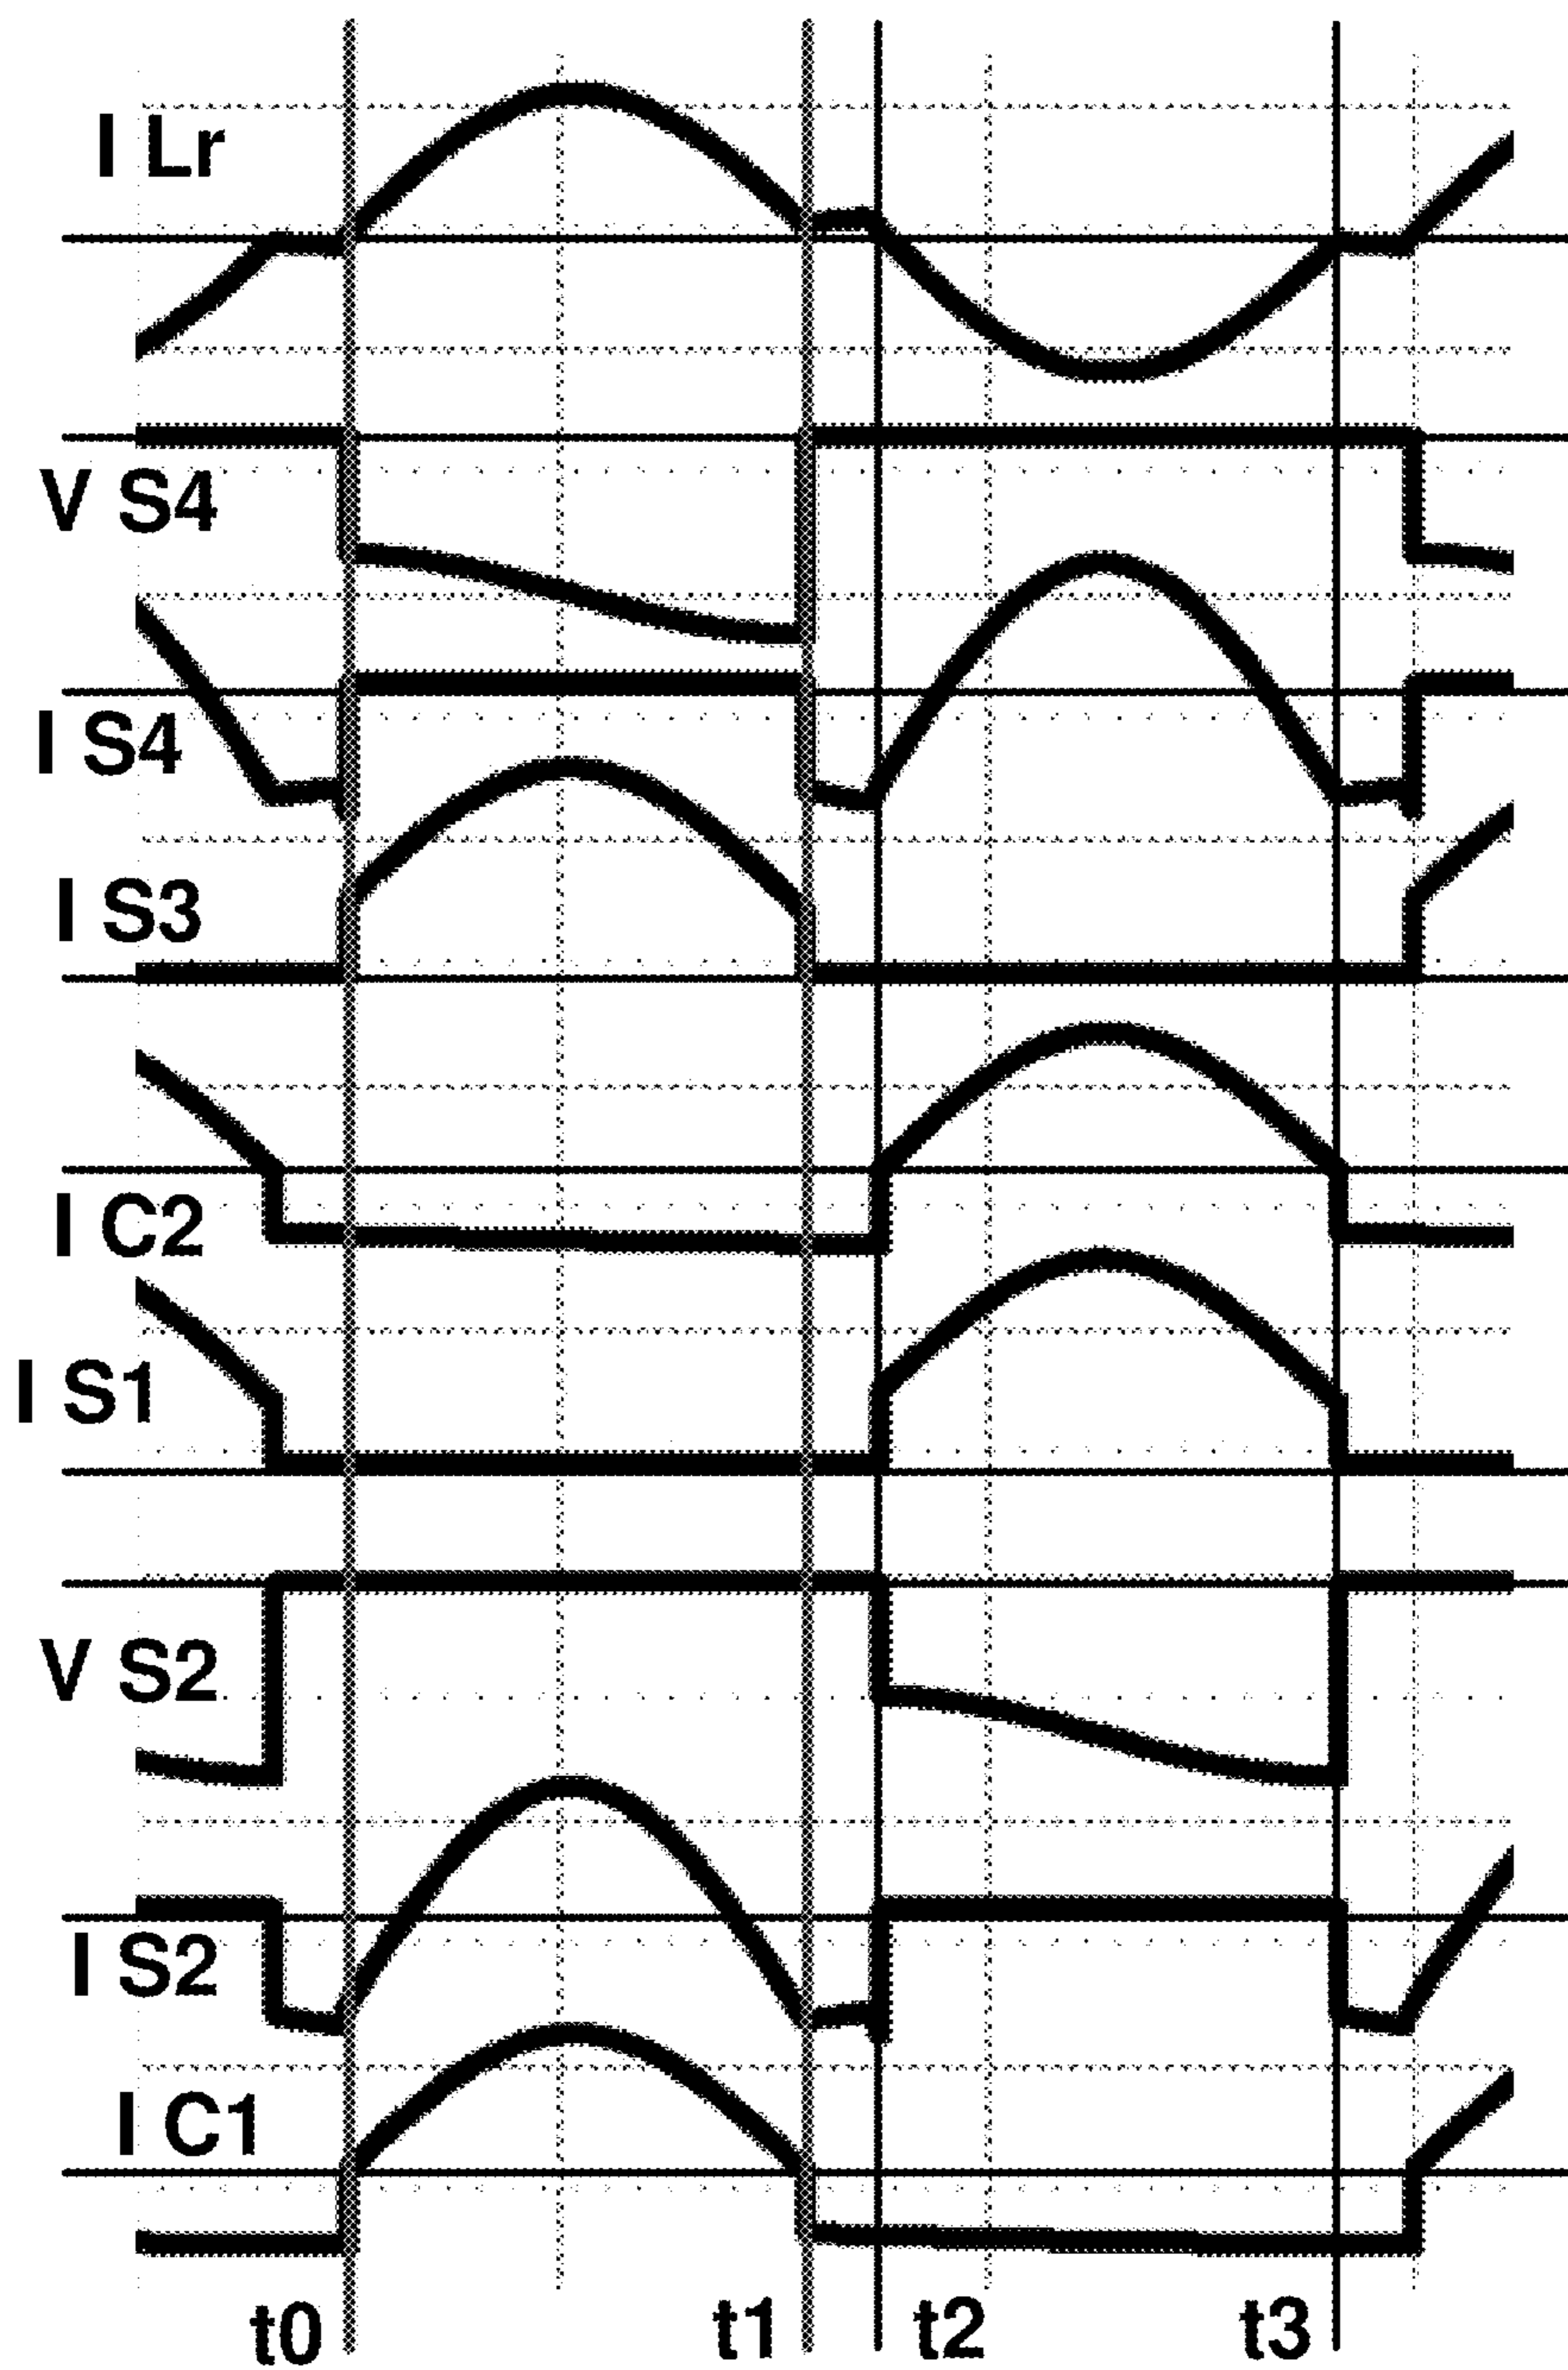 I Lr
V S4
I S4
I S3
I C2
I S1
V S2
I S2
I C1
t0 t1 t2 t3